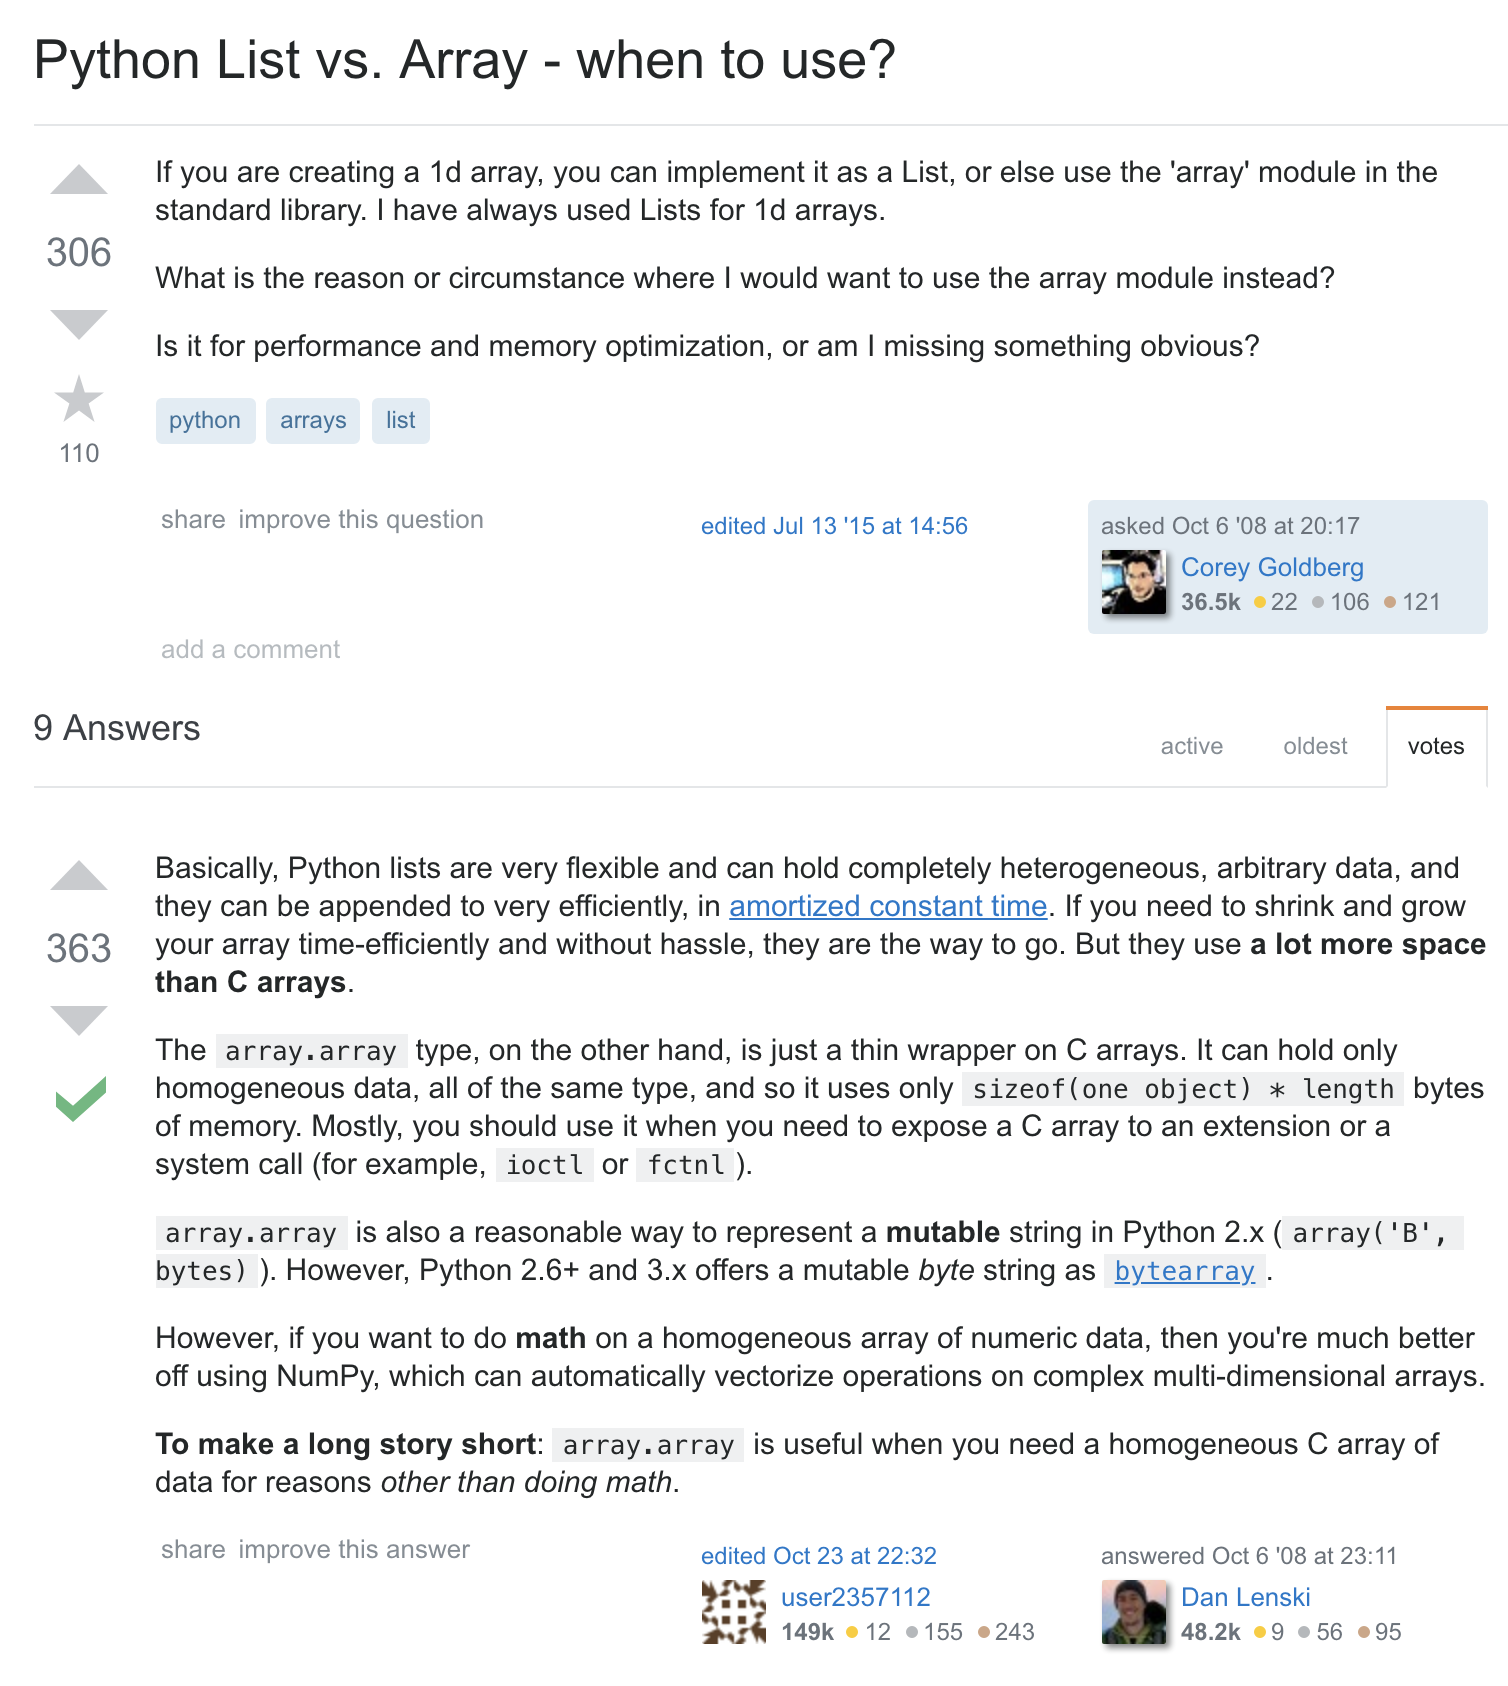 Python List vs. Array - when to use?
If you are creating a 1d array, you can implement it as a List, or else use the 'array' module in the
standard library. I have always used Lists for 1d arrays.
306
What is the reason or circumstance where I would want to use the array module instead?
Is it for performance and memory optimization, or am I missing something obvious?
110
python arrays list
share improve this question
edited Jul 13 '15 at 14:56
asked Oct 6 '08 at 20:17
Corey Goldberg
36.5k 22 106 121
add a comment
9 Answers
active oldest votes
Basically, Python lists are very flexible and can hold completely heterogeneous, arbitrary data, and
they can be appended to very efficiently, in amortized constant time. If you need to shrink and grow
363
your array time-efficiently and without hassle, they are the way to go. But they use a lot more space
than C arrays.
The array.array type, on the other hand, is just a thin wrapper on C arrays. It can hold only
homogeneous data, all of the same type, and so it uses only sizeof(one object) * length bytes
of memory. Mostly, you should use it when you need to expose a C array to an extension or a
system call (for example, ioctl or fctnl ).
array.array is also a reasonable way to represent a mutable string in Python 2.x ( array('B',
bytes) ). However, Python 2.6+ and 3.x offers a mutable byte string as bytearray .
However, if you want to do math on a homogeneous array of numeric data, then you're much better
off using NumPy, which can automatically vectorize operations on complex multi-dimensional arrays.
To make a long story short: array.array is useful when you need a homogeneous C array of
data for reasons other than doing math.
share improve this answer
edited Oct 23 at 22:32
user2357112
149k 12 155 243
answered Oct 6 '08 at 23:11
Dan Lenski
48.2k 9 56 95